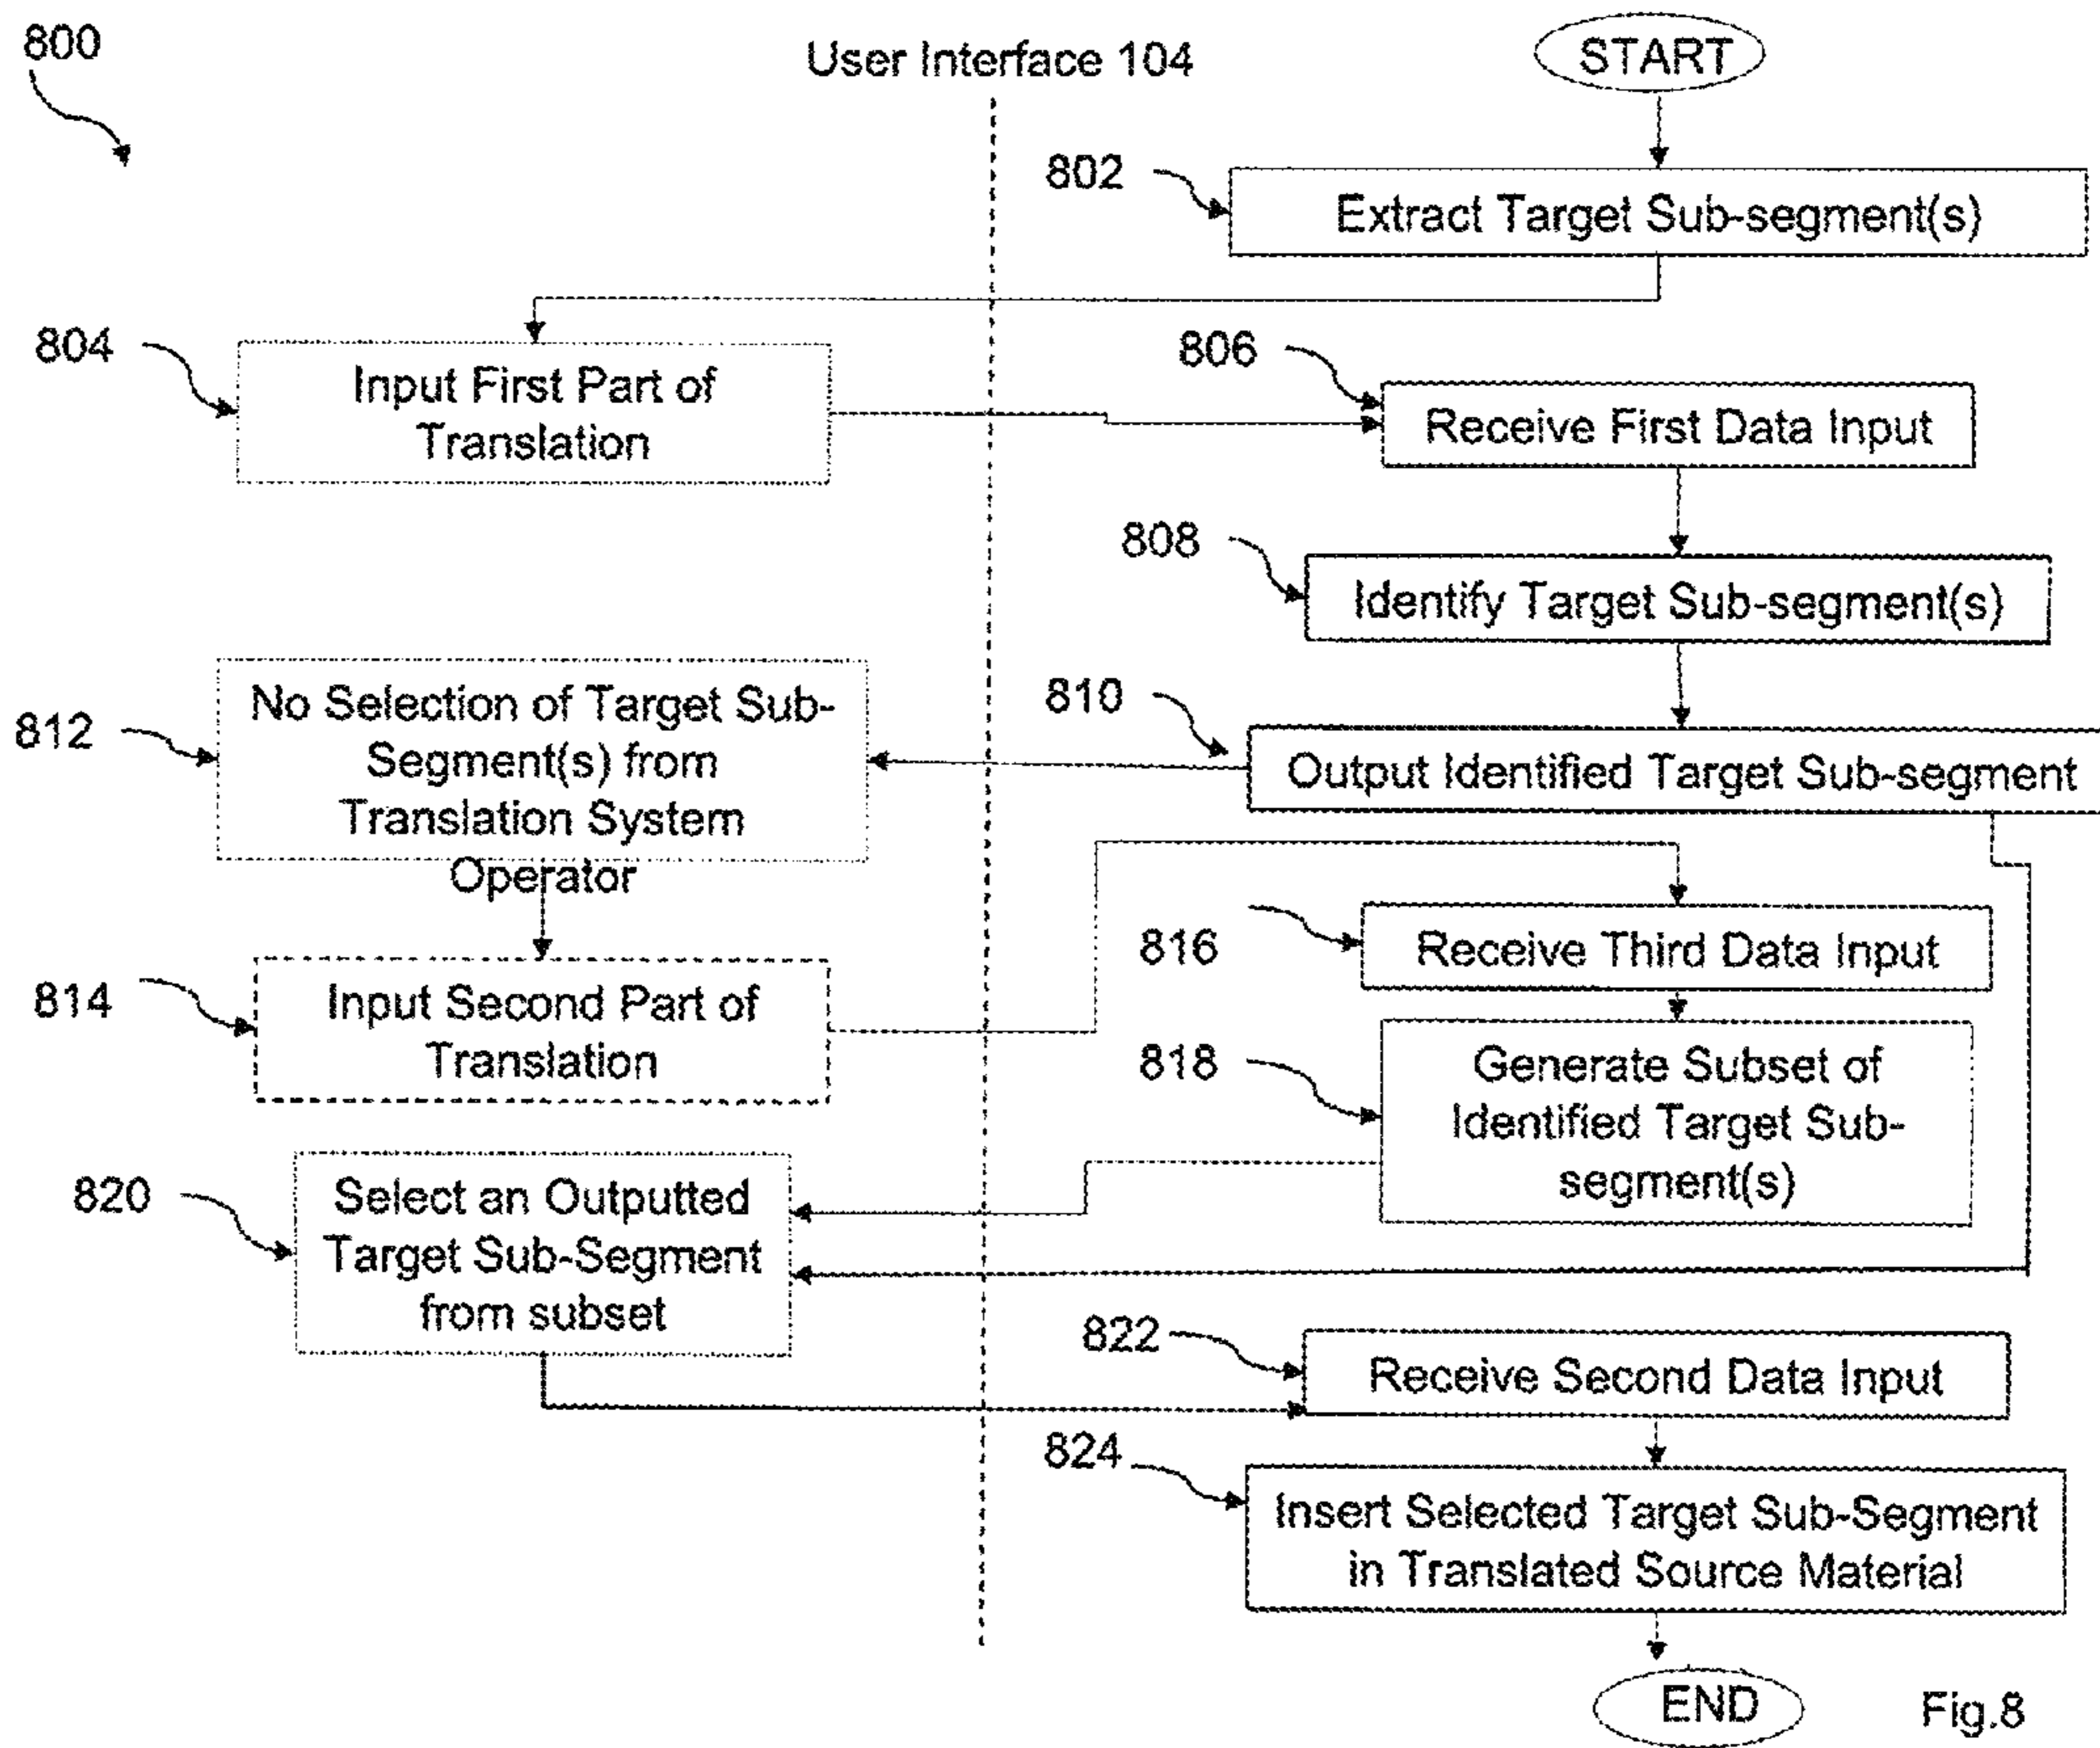 800
User Interface 104
START
802
Extract Target Sub-segment(s)
804
Input First Part of
Translation
806
Receive First Data Input
808
Identify Target Sub-segment(s)
810
Output Identified Target Sub-segment
812
No Selection of Target Sub-
Segment(s) from
Translation System
Operator
814
Input Second Part of
Translation
816
Receive Third Data Input
818
Generate Subset of
Identified Target Sub-
segment(s)
820
Select an Outputted
Target Sub-Segment
from subset
822
Receive Second Data Input
824
Insert Selected Target Sub-Segment
in Translated Source Material
END
Fig.8